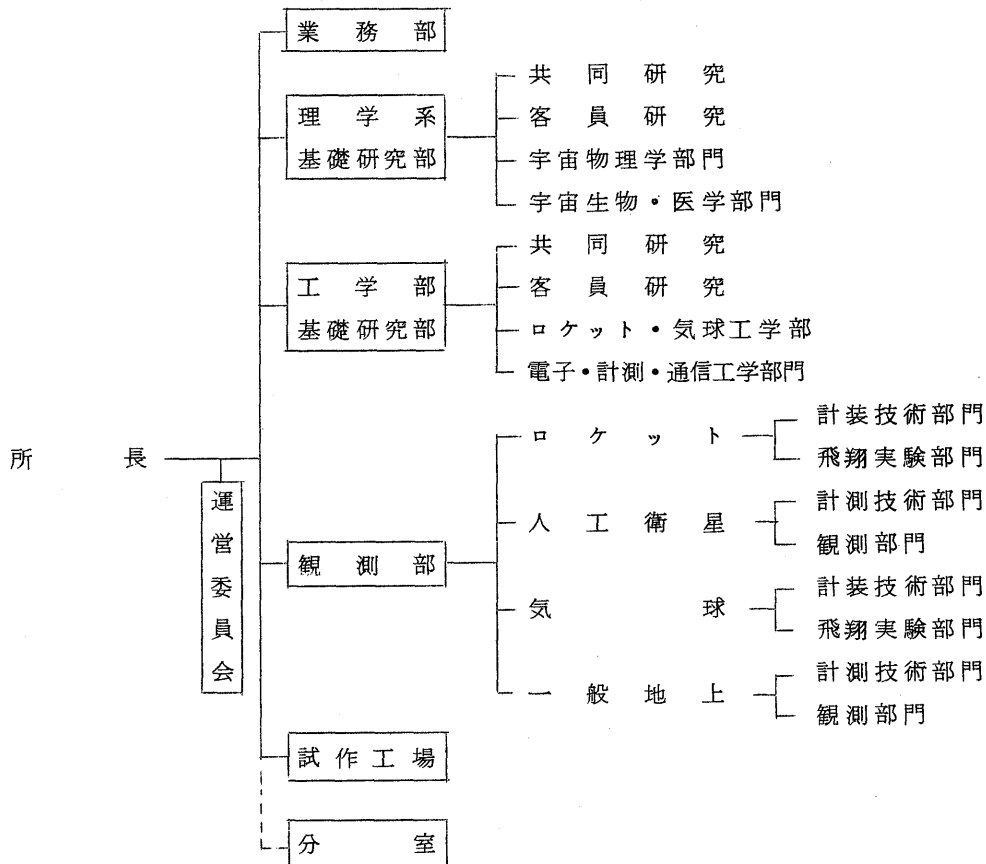 業務部
理学系
基礎研究部
共同研究
客員研究
宇宙物理学部門
宇宙生物・医学部門
工学部
基礎研究部
共同研究
客員研究
ロケット・気球工学部
電子・計測・通信工学部門
所長
運営委員会
観測部
ロケット
計装技術部門
飛翔実験部門
人工衛星
計測技術部門
観測部門
気球
計装技術部門
飛翔実験部門
一般地上
計測技術部門
観測部門
試作工場
分室